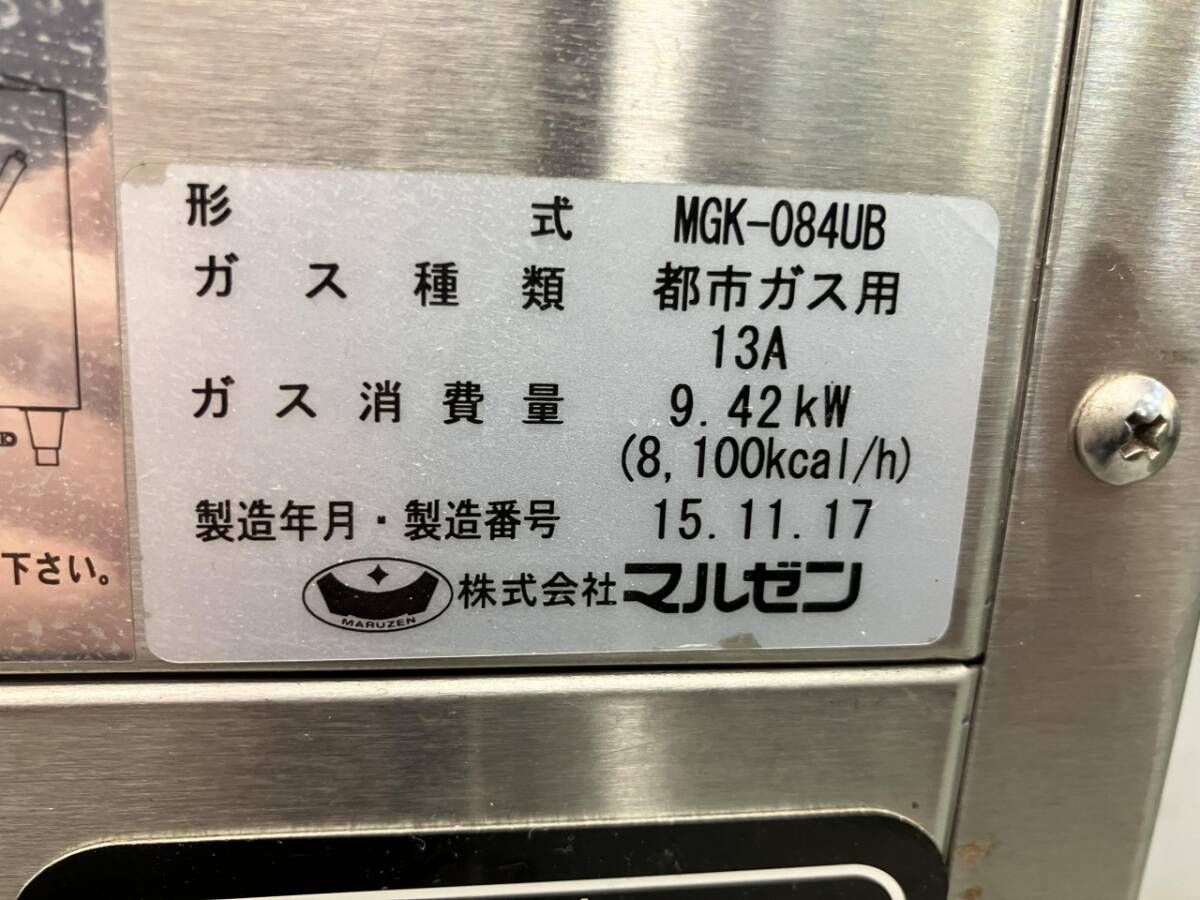 形式 MGK-084UB
ガス種類 都市ガス用
13A
ガス消費量 9.42kW
(8,100kcal/h)
製造年月・製造番号 15.11.17
MARUZEN 株式会社マルゼン
下さい。